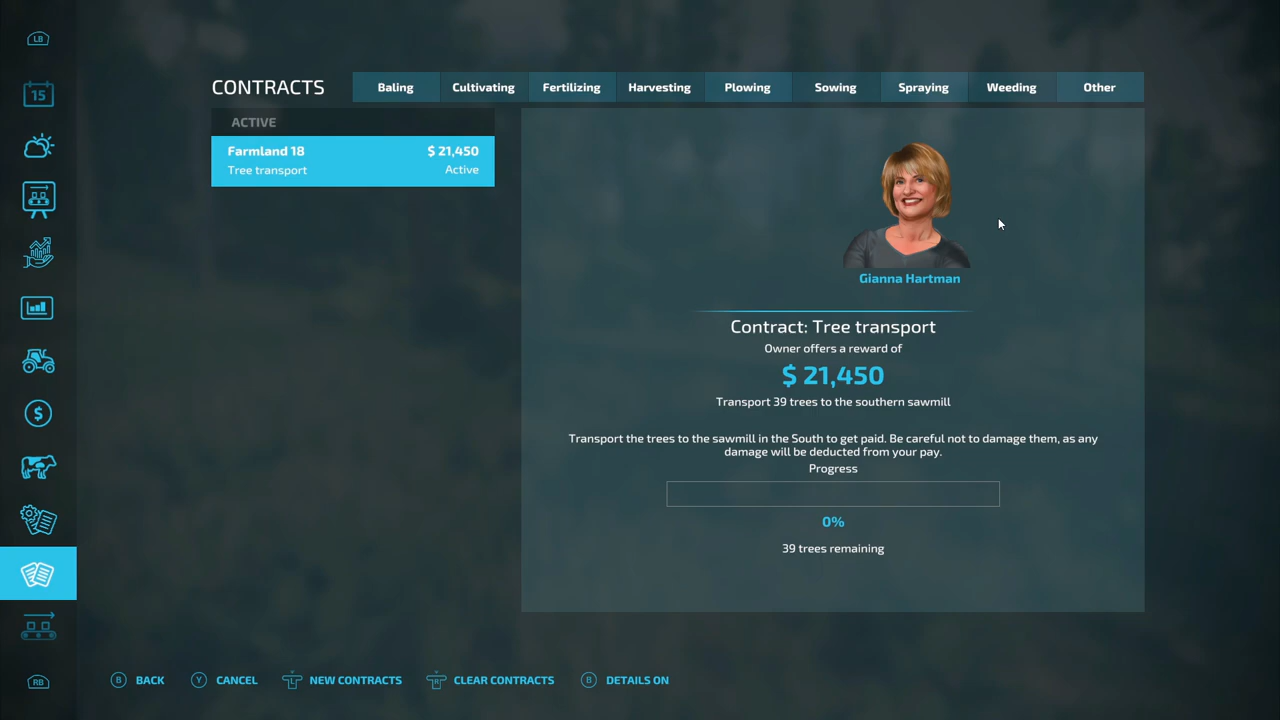 LB
15
CONTRACTS
Baling
Cultivating
Fertilizing
Harvesting
Plowing
Sowing
Spraying
Weeding
Other
ACTIVE
Farmland 18
$ 21,450
Tree transport
Active
Gianna Hartman
Contract: Tree transport
Owner offers a reward of
$ 21,450
Transport 39 trees to the southern sawmill
Transport the trees to the sawmill in the South to get paid. Be careful not to damage them, as any
damage will be deducted from your pay.
Progress
0%
39 trees remaining
RB
B BACK
Y CANCEL
L NEW CONTRACTS
R CLEAR CONTRACTS
B DETAILS ON